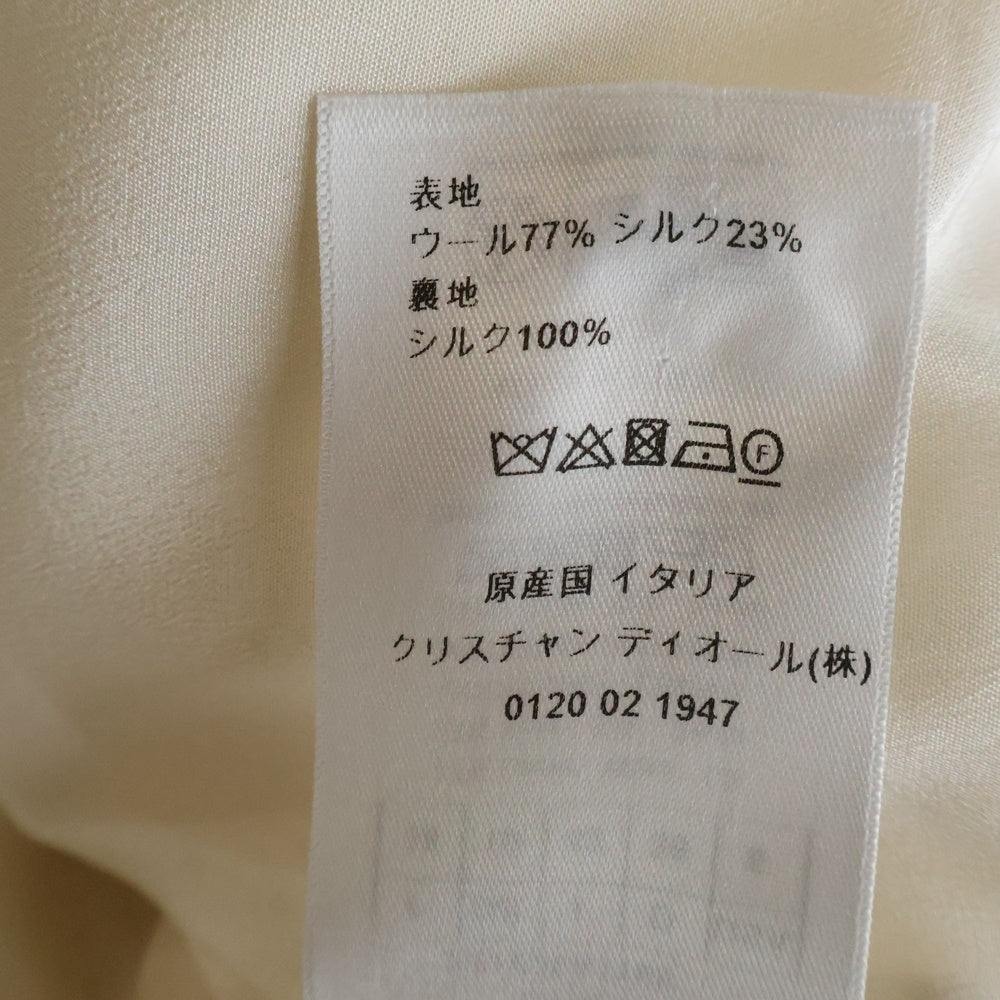 表地
ウール77% シルク23%
裏地
シルク100%
F
原産国 イタリア
クリスチャン ディオール(株)
0120 02 1947